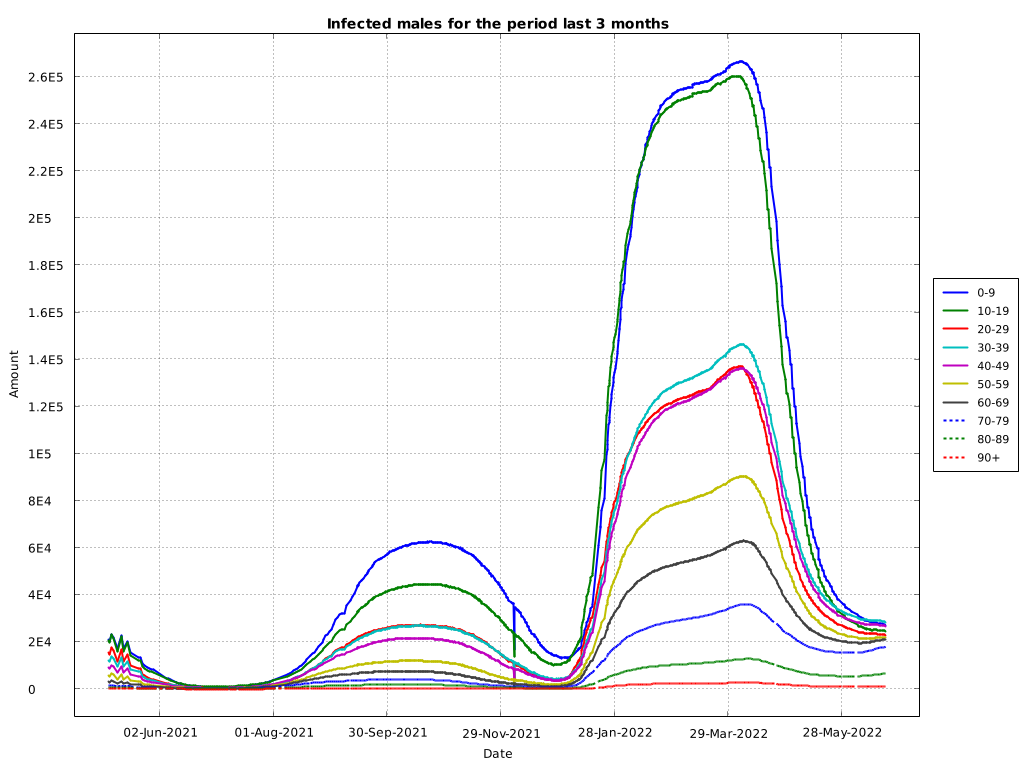 Infected males for the period last 3 months
2.6E5
2.4E5
2.2E5
2E5
1.8E5
1.6E5
1.4E5
1.2E5
1E5
8E4
6E4
4E4
2E4
0
Amount
02-Jun-2021
01-Aug-2021
30-Sep-2021
29-Nov-2021
28-Jan-2022
29-Mar-2022
28-May-2022
Date
0-9
10-19
20-29
30-39
40-49
50-59
60-69
70-79
80-89
90+